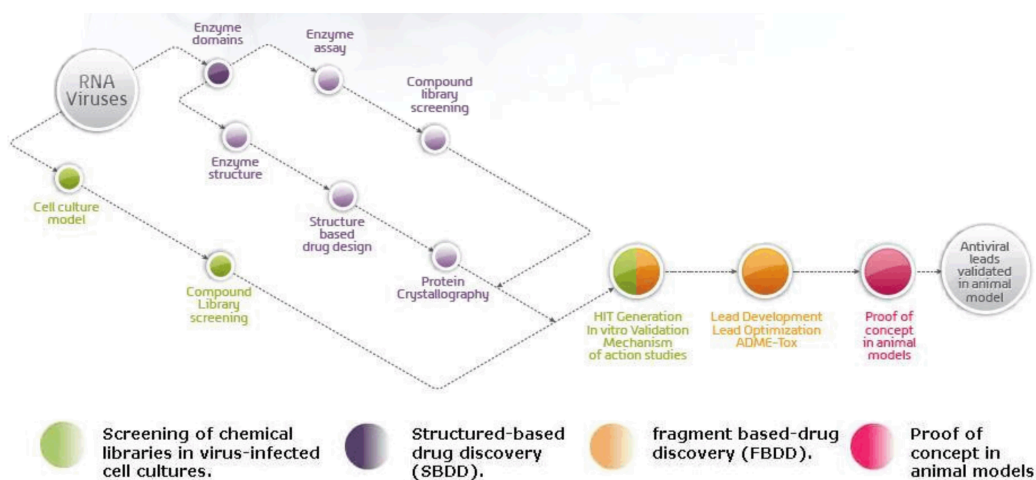 RNA
Viruses
Enzyme
domains
Enzyme
assay
Compound
library
screening
Enzyme
structure
Structure
based
drug design
Protein
Crystallography
Cell culture
model
Compound
Library
screening
HIT Generation
In vitro Validation
Mechanism
of action studies
Lead Development
Lead Optimization
ADME-Tox
Proof of
concept
in animal
models
Antiviral
leads
validated
in animal
model
Screening of chemical
libraries in virus-infected
cell cultures.
Structured-based
drug discovery
(SBDD).
fragment based-drug
discovery (FBDD).
Proof of
concept in
animal models